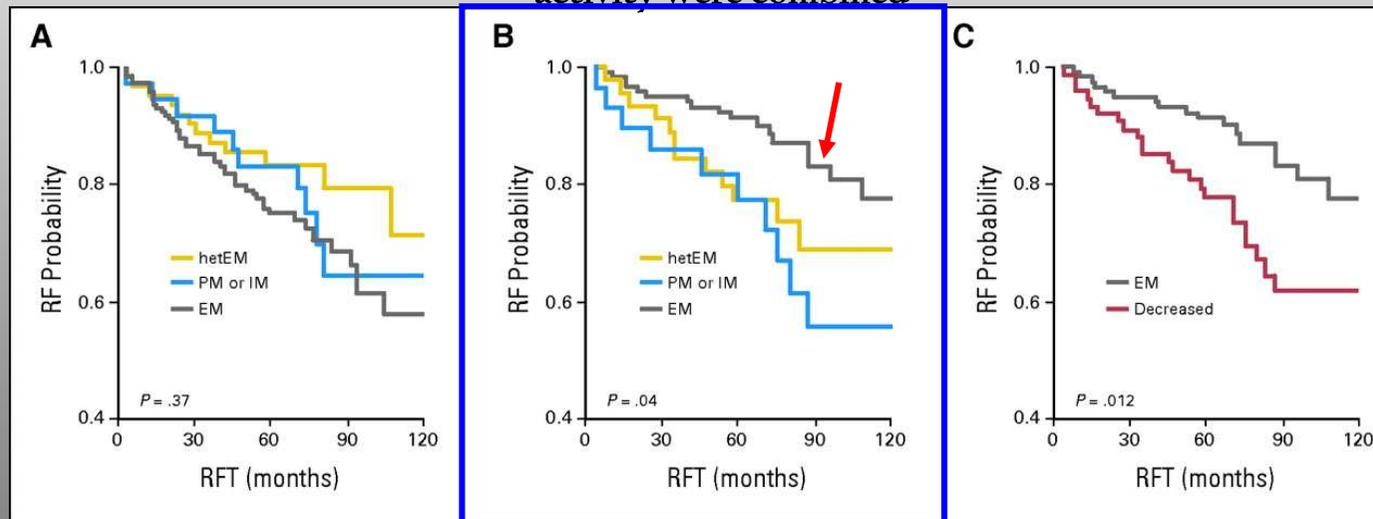 activity were combined
A
1.0
0.8
0.6
0.4
RF Probability
hetEM
PM or IM
EM
P = .37
0 30 60 90 120
RFT (months)
B
1.0
0.8
0.6
0.4
RF Probability
hetEM
PM or IM
EM
P = .04
0 30 60 90 120
RFT (months)
C
1.0
0.8
0.6
0.4
RF Probability
EM
Decreased
P = .012
0 30 60 90 120
RFT (months)